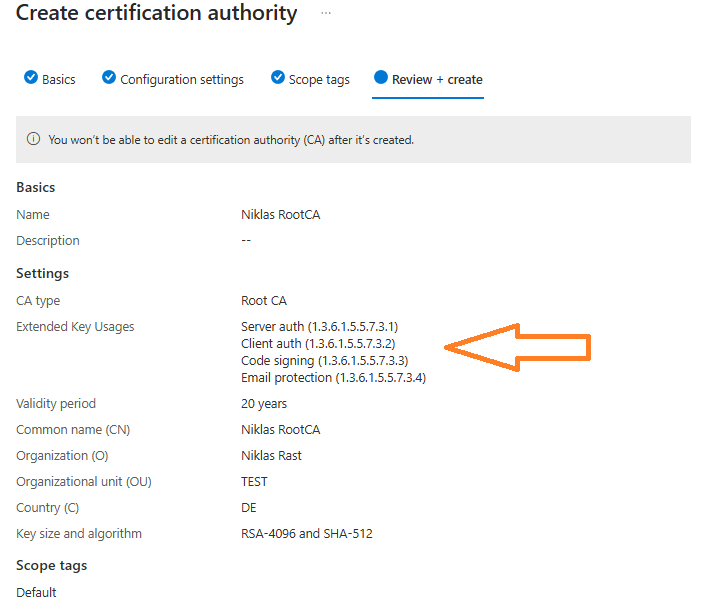 Create certification authority ...
Basics Configuration settings Scope tags Review + create
You won't be able to edit a certification authority (CA) after it's created.
Basics
Name Niklas RootCA
Description --
Settings
CA type Root CA
Extended Key Usages Server auth (1.3.6.1.5.5.7.3.1)
Client auth (1.3.6.1.5.5.7.3.2)
Code signing (1.3.6.1.5.5.7.3.3)
Email protection (1.3.6.1.5.5.7.3.4)
Validity period 20 years
Common name (CN) Niklas RootCA
Organization (O) Niklas Rast
Organizational unit (OU) TEST
Country (C) DE
Key size and algorithm RSA-4096 and SHA-512
Scope tags
Default